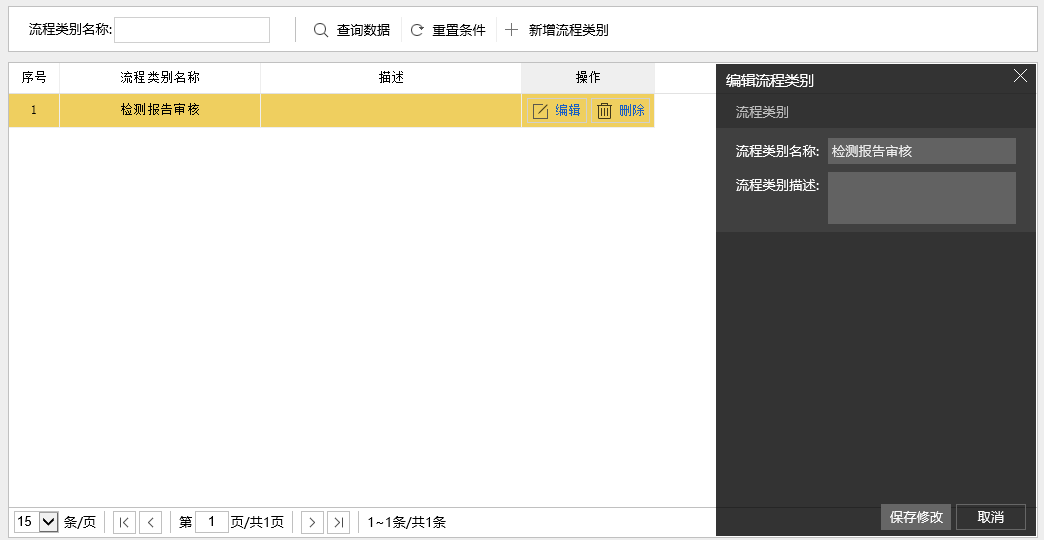 流程类别名称: 查询数据 重置条件 新增流程类别
序号 流程类别名称 描述 操作
1 检测报告审核 编辑 删除
编辑流程类别
流程类别
流程类别名称: 检测报告审核
流程类别描述:
保存修改 取消
15 条/页 第 1 页/共1页 1~1条/共1条